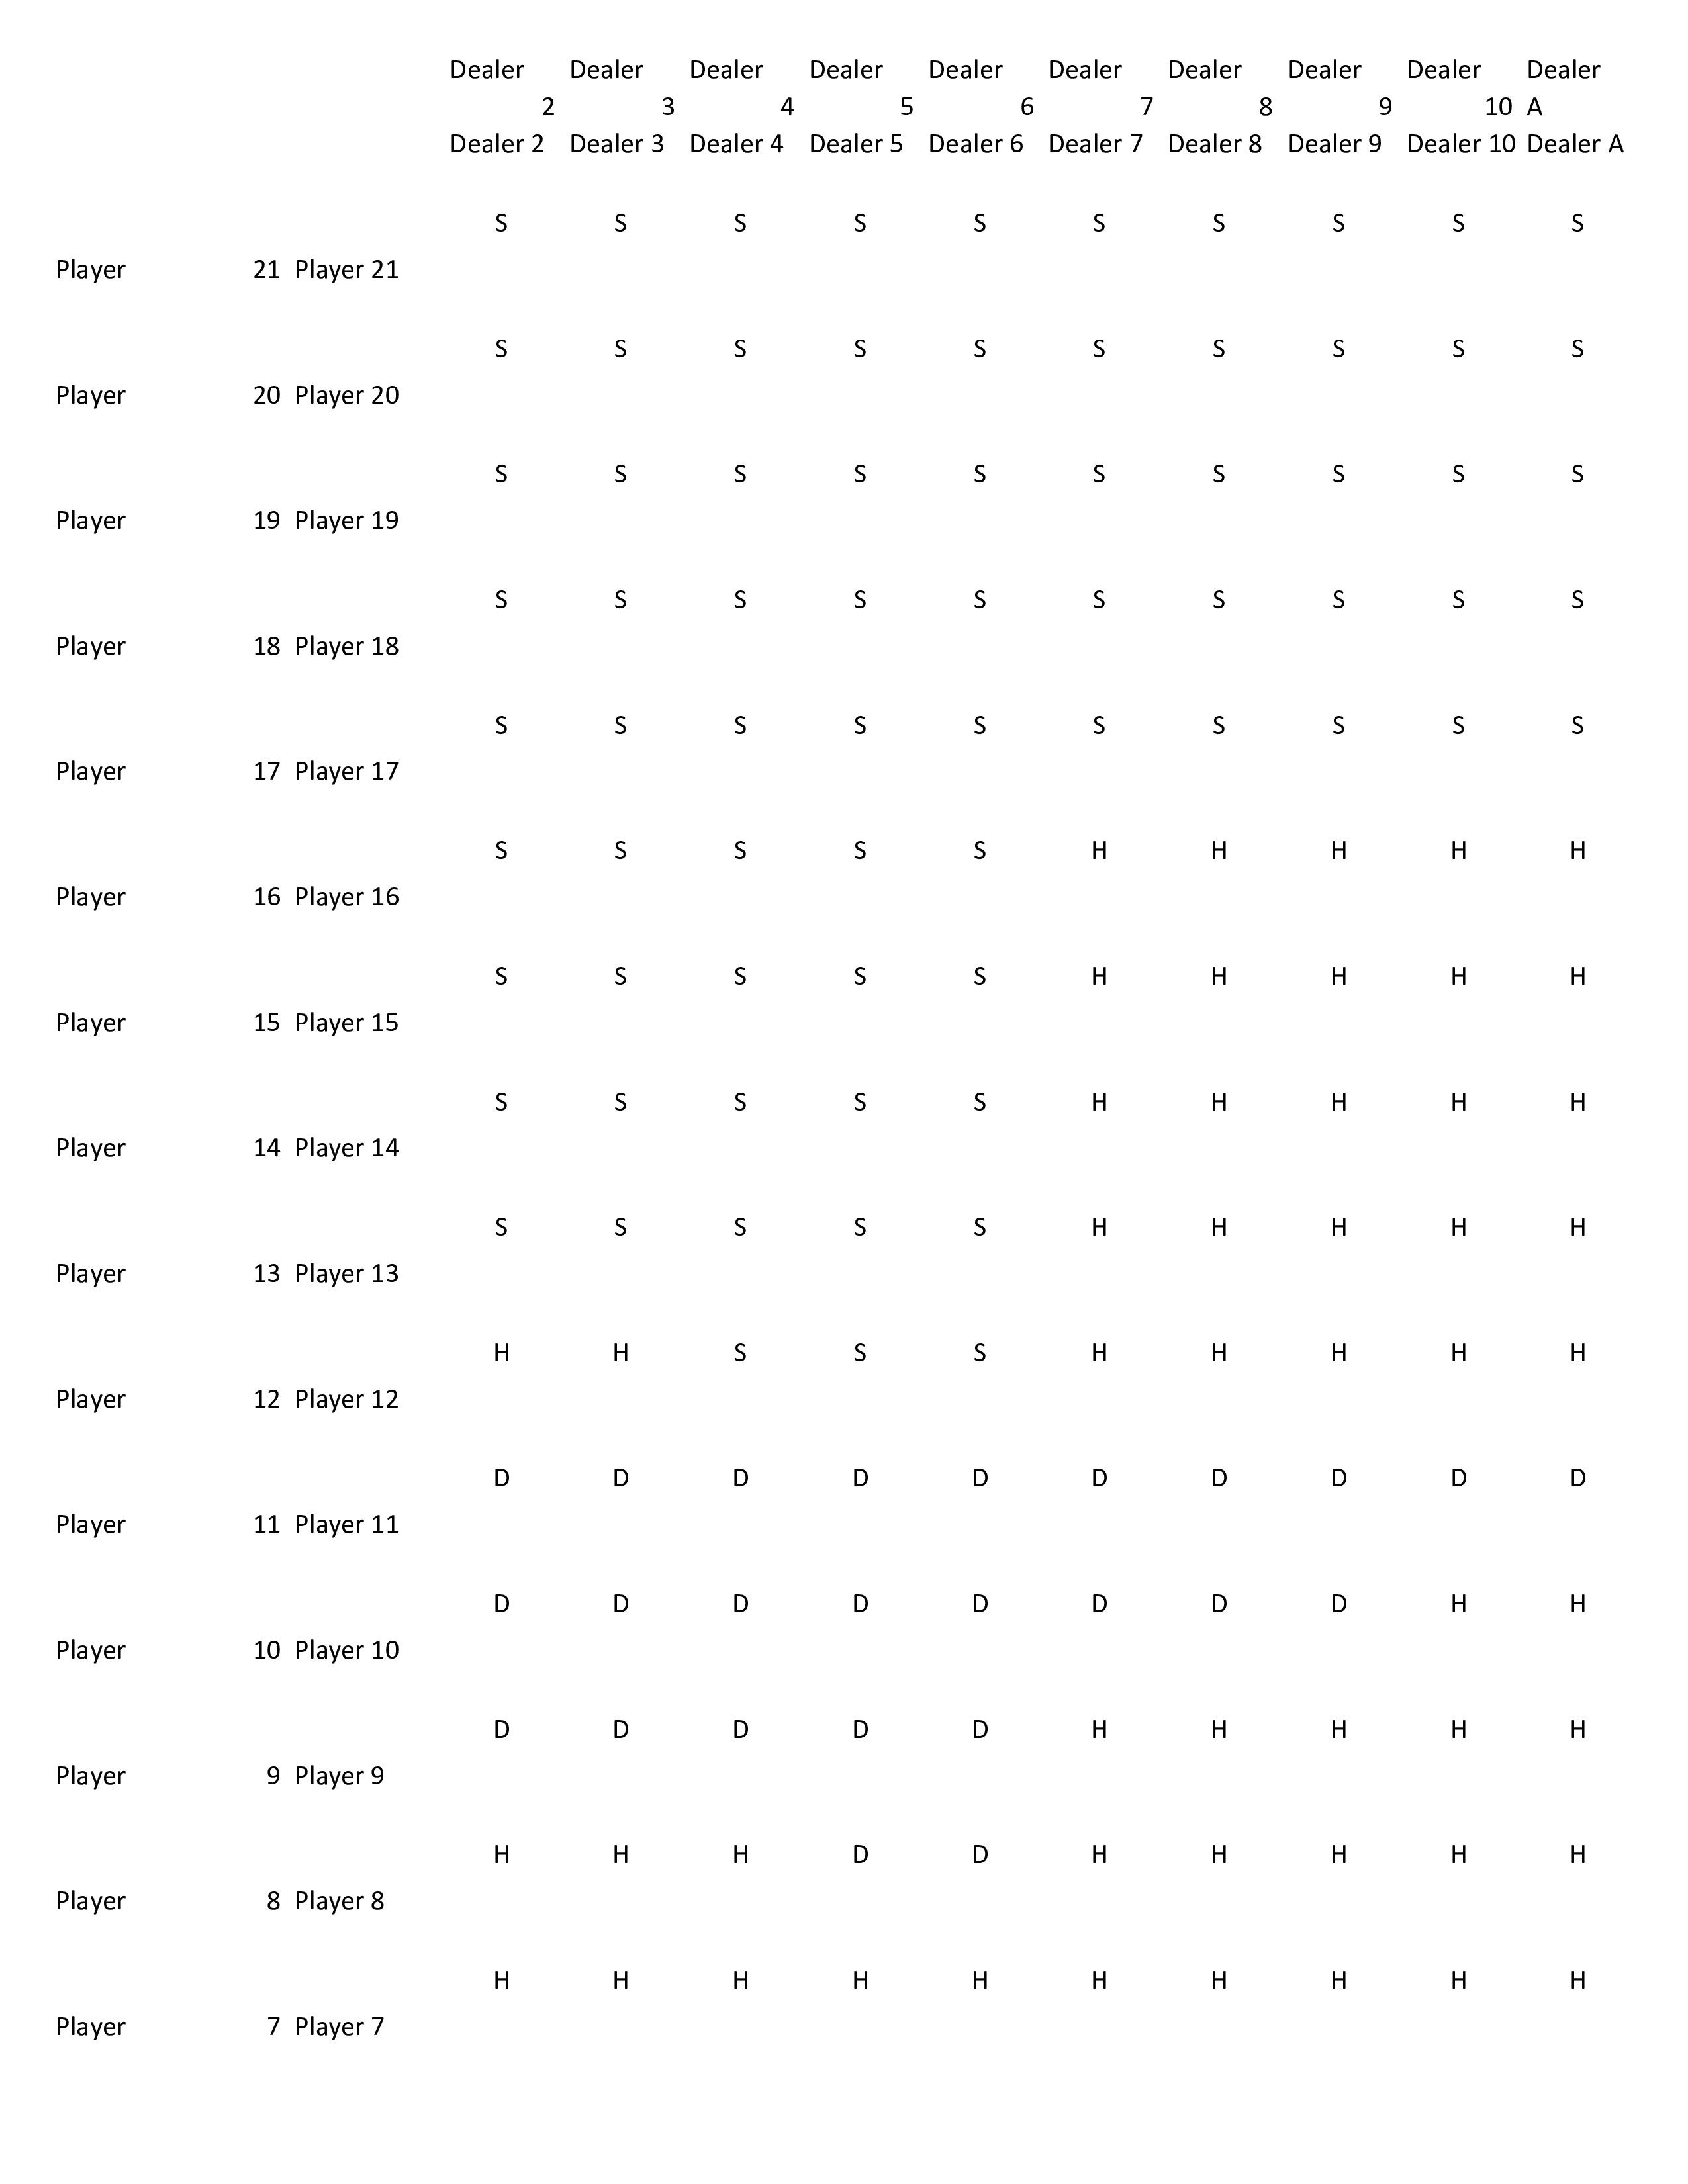 Dealer Dealer Dealer Dealer Dealer Dealer Dealer Dealer Dealer Dealer
2 3 4 5 6 7 8 9 10 A
Dealer 2 Dealer 3 Dealer 4 Dealer 5 Dealer 6 Dealer 7 Dealer 8 Dealer 9 Dealer 10 Dealer A
S S S S S S S S S S
Player 21 Player 21
S S S S S S S S S S
Player 20 Player 20
S S S S S S S S S S
Player 19 Player 19
S S S S S S S S S S
Player 18 Player 18
S S S S S S S S S S
Player 17 Player 17
S S S S S H H H H H
Player 16 Player 16
S S S S S H H H H H
Player 15 Player 15
S S S S S H H H H H
Player 14 Player 14
S S S S S H H H H H
Player 13 Player 13
H H S S S H H H H H
Player 12 Player 12
D D D D D D D D D D
Player 11 Player 11
D D D D D D D D H H
Player 10 Player 10
D D D D D H H H H H
Player 9 Player 9
H H H D D H H H H H
Player 8 Player 8
H H H H H H H H H H
Player 7 Player 7